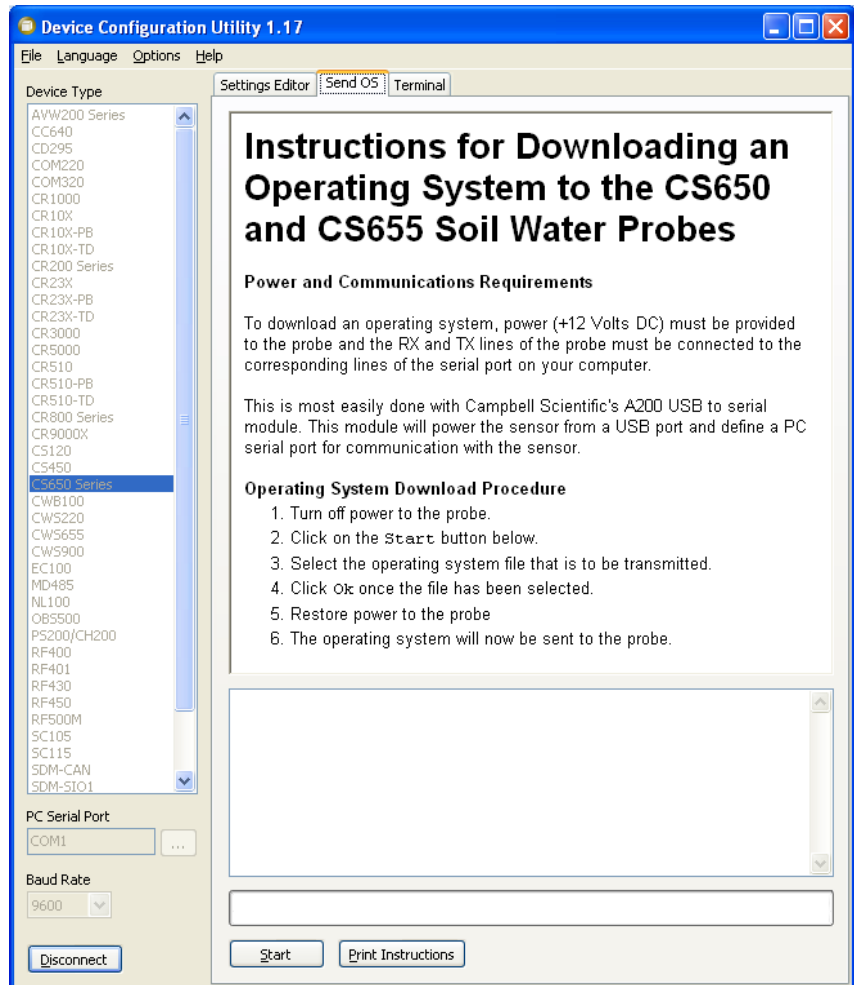 Device Configuration Utility 1.17
File Language Options Help
Device Type
AVW200 Series
CC640
CD295
COM220
COM320
CR1000
CR10X
CR10X-PB
CR10X-TD
CR200 Series
CR23X
CR23X-PB
CR23X-TD
CR3000
CR5000
CR510
CR510-PB
CR510-TD
CR800 Series
CR9000X
CS120
CS450
CS650 Series
CWB100
CWS220
CWS655
CWS900
EC100
MD485
NL100
OBS500
PS200/CH200
RF400
RF401
RF430
RF450
RF500M
SC105
SC115
SDM-CAN
SDM-SIO1
PC Serial Port
COM1
...
Baud Rate
9600
Disconnect
Settings Editor Send OS Terminal
Instructions for Downloading an
Operating System to the CS650
and CS655 Soil Water Probes
Power and Communications Requirements
To download an operating system, power (+12 Volts DC) must be provided
to the probe and the RX and TX lines of the probe must be connected to the
corresponding lines of the serial port on your computer.
This is most easily done with Campbell Scientific's A200 USB to serial
module. This module will power the sensor from a USB port and define a PC
serial port for communication with the sensor.
Operating System Download Procedure
1. Turn off power to the probe.
2. Click on the Start button below.
3. Select the operating system file that is to be transmitted.
4. Click Ok once the file has been selected.
5. Restore power to the probe
6. The operating system will now be sent to the probe.
Start Print Instructions